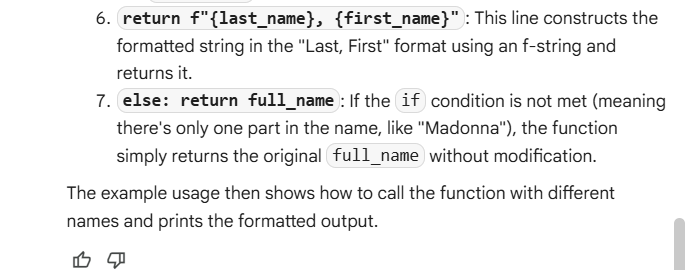 6. return f"{last_name}, {first_name}": This line constructs the
formatted string in the "Last, First" format using an f-string and
returns it.
7. else: return full_name: If the if condition is not met (meaning
there's only one part in the name, like "Madonna"), the function
simply returns the original full_name without modification.
The example usage then shows how to call the function with different
names and prints the formatted output.